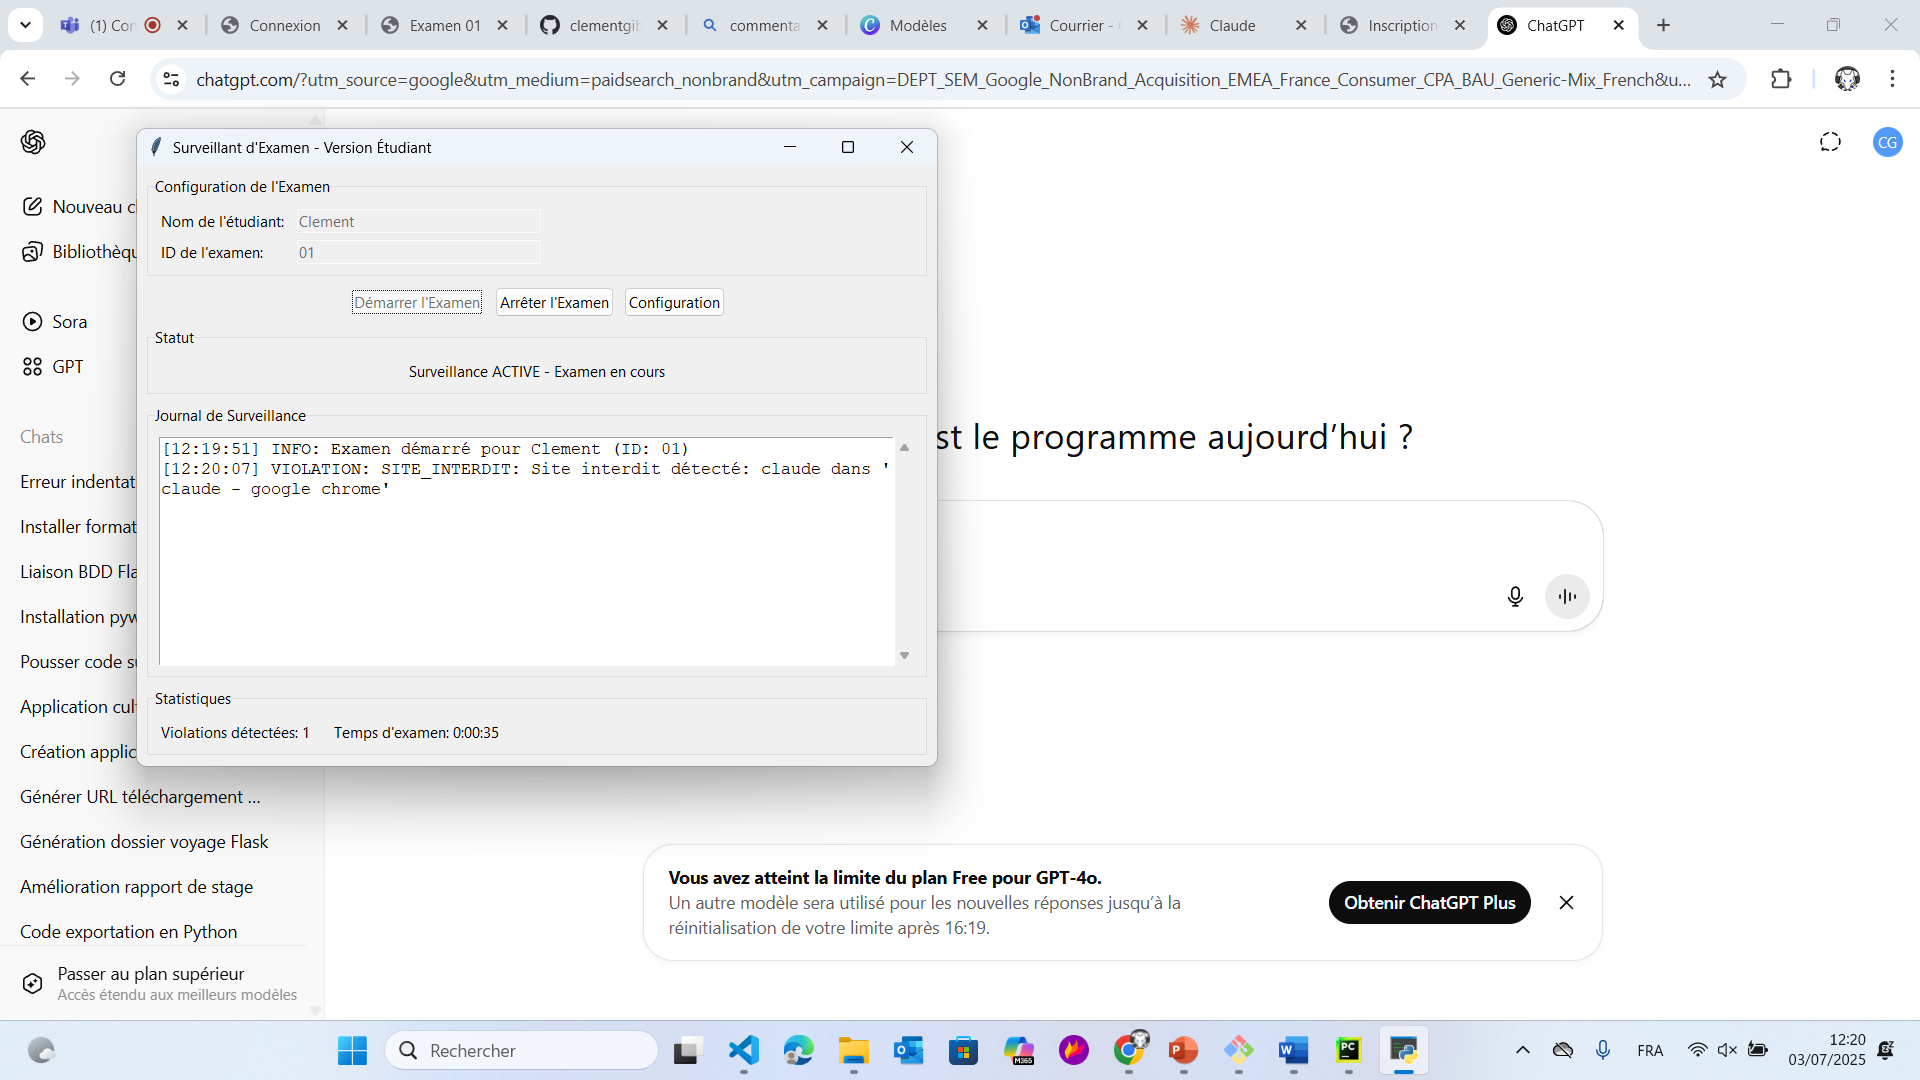 (1) Con
Connexion
Examen 01
clementgib
commenta
Modèles
Courrier -
Claude
Inscription
ChatGPT
chatgpt.com/?utm_source=google&utm_medium=paidsearch_nonbrand&utm_campaign=DEPT_SEM_Google_NonBrand_Acquisition_EMEA_France_Consumer_CPA_BAU_Generic-Mix_French&u...
CG
Nouveau
Bibliothèqu
Sora
GPT
Chats
Erreur indentat
Installer format
Liaison BDD Fla
Installation pyw
Pousser code su
Application cult
Création applic
Générer URL téléchargement ...
Génération dossier voyage Flask
Amélioration rapport de stage
Code exportation en Python
Passer au plan supérieur
Accès étendu aux meilleurs modèles
Surveillant d'Examen - Version Étudiant
Configuration de l'Examen
Nom de l'étudiant: Clement
ID de l'examen: 01
Démarrer l'Examen Arrêter l'Examen Configuration
Statut
Surveillance ACTIVE - Examen en cours
Journal de Surveillance
[12:19:51] INFO: Examen démarré pour Clement (ID: 01)
[12:20:07] VIOLATION: SITE_INTERDIT: Site interdit détecté: claude dans '
claude - google chrome'
Statistiques
Violations détectées: 1 Temps d'examen: 0:00:35
st le programme aujourd'hui ?
Vous avez atteint la limite du plan Free pour GPT-4o.
Un autre modèle sera utilisé pour les nouvelles réponses jusqu'à la
réinitialisation de votre limite après 16:19.
Obtenir ChatGPT Plus
Rechercher
M365
PC
FRA
12:20
03/07/2025